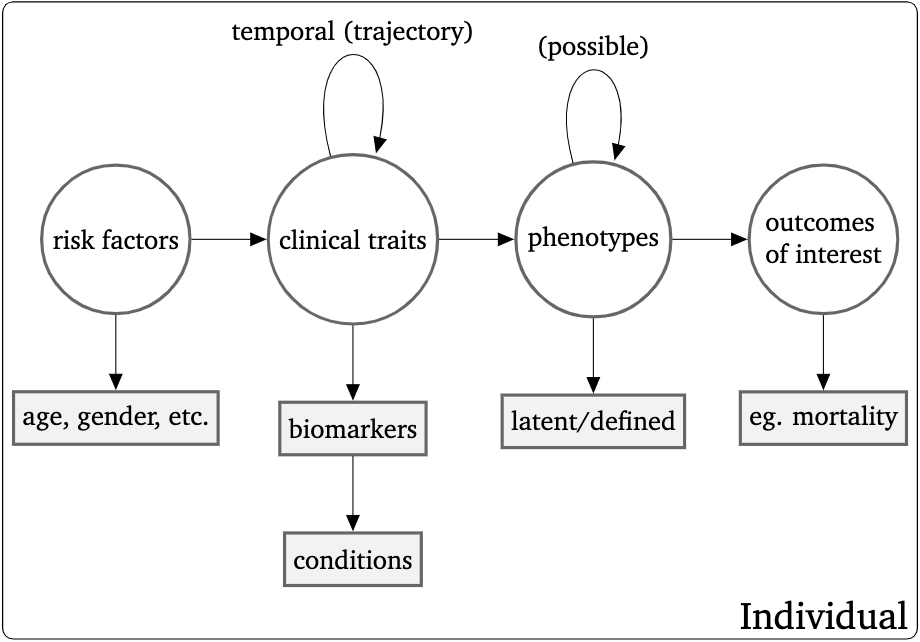 temporal (trajectory)
(possible)
risk factors
clinical traits
phenotypes
outcomes
of interest
age, gender, etc.
biomarkers
latent/defined
eg. mortality
conditions
Individual